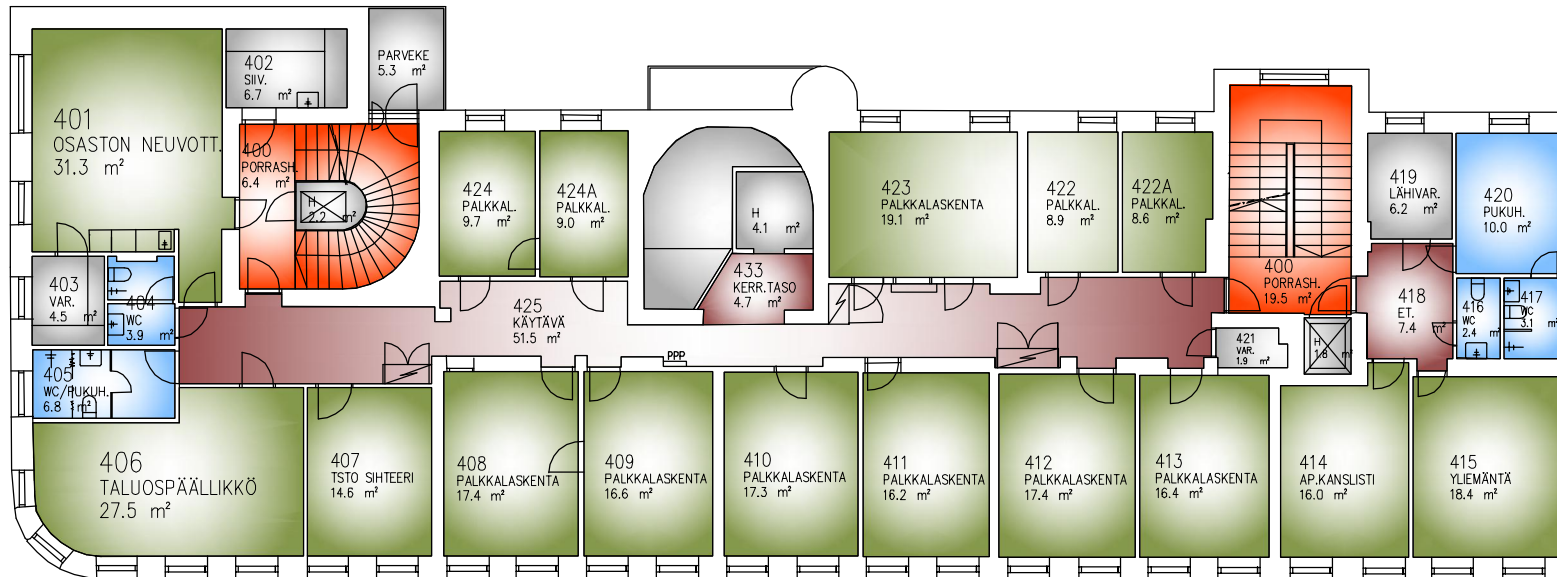 401
OSASTON NEUVOTT.
31.3 m²
402
SIIV.
6.7 m²
PARVEKE
5.3 m²
400
PORRASH.
6.4 m²
H
2.2 m²
424
PALKKAL.
9.7 m²
424A
PALKKAL.
9.0 m²
H
4.1 m²
433
KERR.TASO
4.7 m²
423
PALKKALASKENTA
19.1 m²
422
PALKKAL.
8.9 m²
422A
PALKKAL.
8.6 m²
400
PORRASH.
19.5 m²
419
LÄHIVAR.
6.2 m²
420
PUKUH.
10.0 m²
403
VAR.
4.5 m²
404
WC
3.9 m²
425
KÄYTÄVÄ
51.5 m²
PPP
421
VAR.
1.9 m²
H
1.8 m²
418
ET.
7.4 m²
416
WC
2.4 m²
417
WC
3.1 m²
405
WC/PUKUH.
6.8 m²
406
TALUOSPÄÄLLIKKÖ
27.5 m²
407
TSTO SIHTEERI
14.6 m²
408
PALKKALASKENTA
17.4 m²
409
PALKKALASKENTA
16.6 m²
410
PALKKALASKENTA
17.3 m²
411
PALKKALASKENTA
16.2 m²
412
PALKKALASKENTA
17.4 m²
413
PALKKALASKENTA
16.4 m²
414
AP.KANSLISTI
16.0 m²
415
YLIEMÄNTÄ
18.4 m²